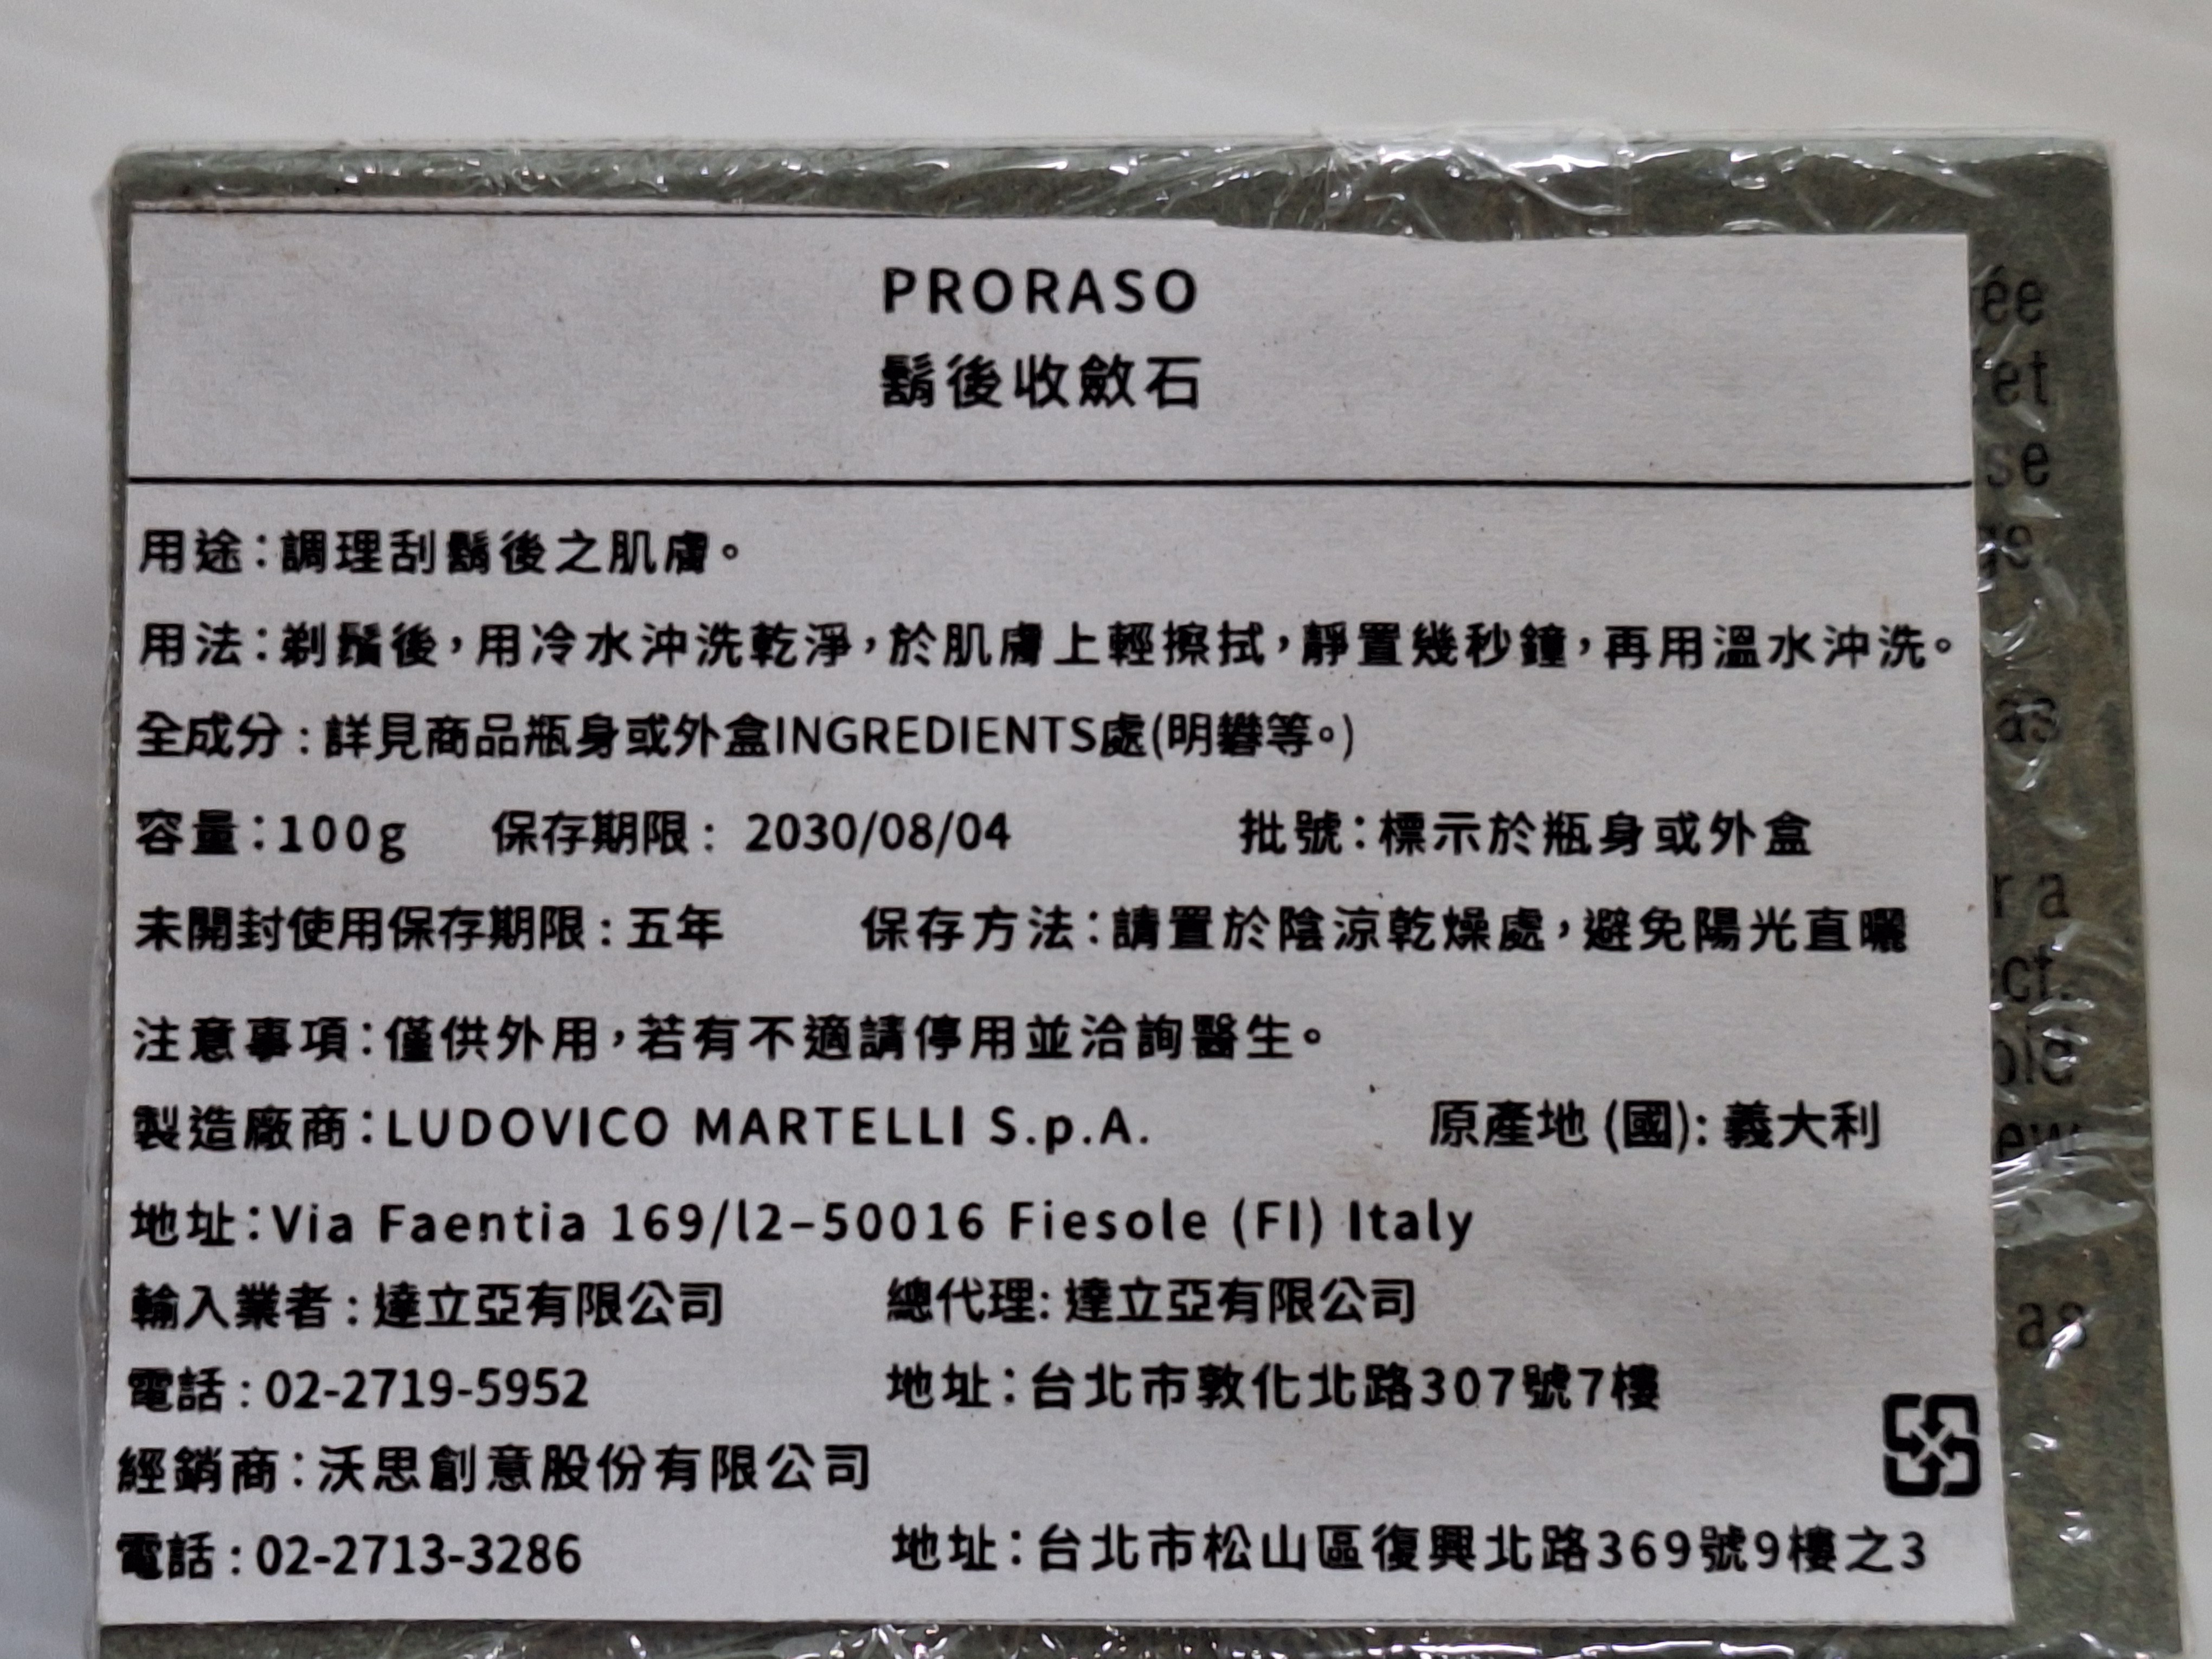 PRORASO
鬍後收斂石
用途：調理刮鬍後之肌膚。
用法：剃鬚後，用冷水沖洗乾淨，於肌膚上輕擦拭，靜置幾秒鐘，再用溫水沖洗。
全成分：詳見商品瓶身或外盒INGREDIENTS處(明礬等。)
容量：100g 保存期限： 2030/08/04 批號：標示於瓶身或外盒
未開封使用保存期限：五年 保存方法：請置於陰涼乾燥處，避免陽光直曬
注意事項：僅供外用，若有不適請停用並洽詢醫生。
製造廠商：LUDOVICO MARTELLI S.p.A. 原產地(國)：義大利
地址：Via Faentia 169/l2–50016 Fiesole (FI) Italy
輸入業者：達立亞有限公司 總代理: 達立亞有限公司
電話：02-2719-5952 地址：台北市敦化北路307號7樓
經銷商：沃思創意股份有限公司
電話：02-2713-3286 地址：台北市松山區復興北路369號9樓之3
ée
et
se
as
r a
ew
as